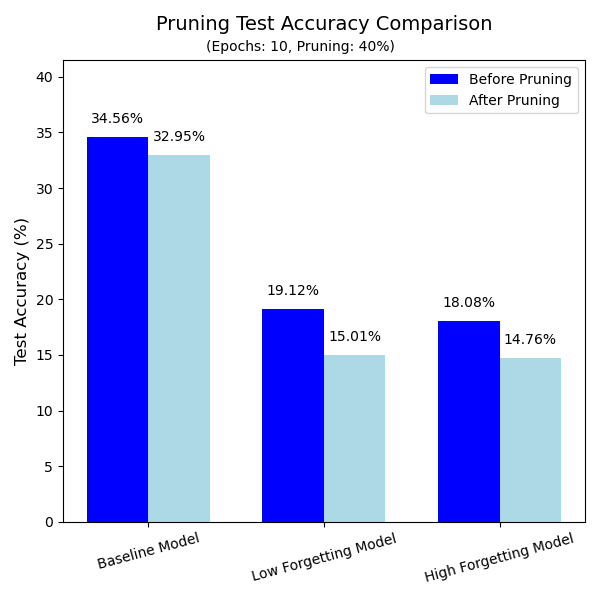 Pruning Test Accuracy Comparison
(Epochs: 10, Pruning: 40%)
Before Pruning
After Pruning
Test Accuracy (%)
40
35
30
25
20
15
10
5
0
34.56%
32.95%
19.12%
15.01%
18.08%
14.76%
Baseline Model
Low Forgetting Model
High Forgetting Model